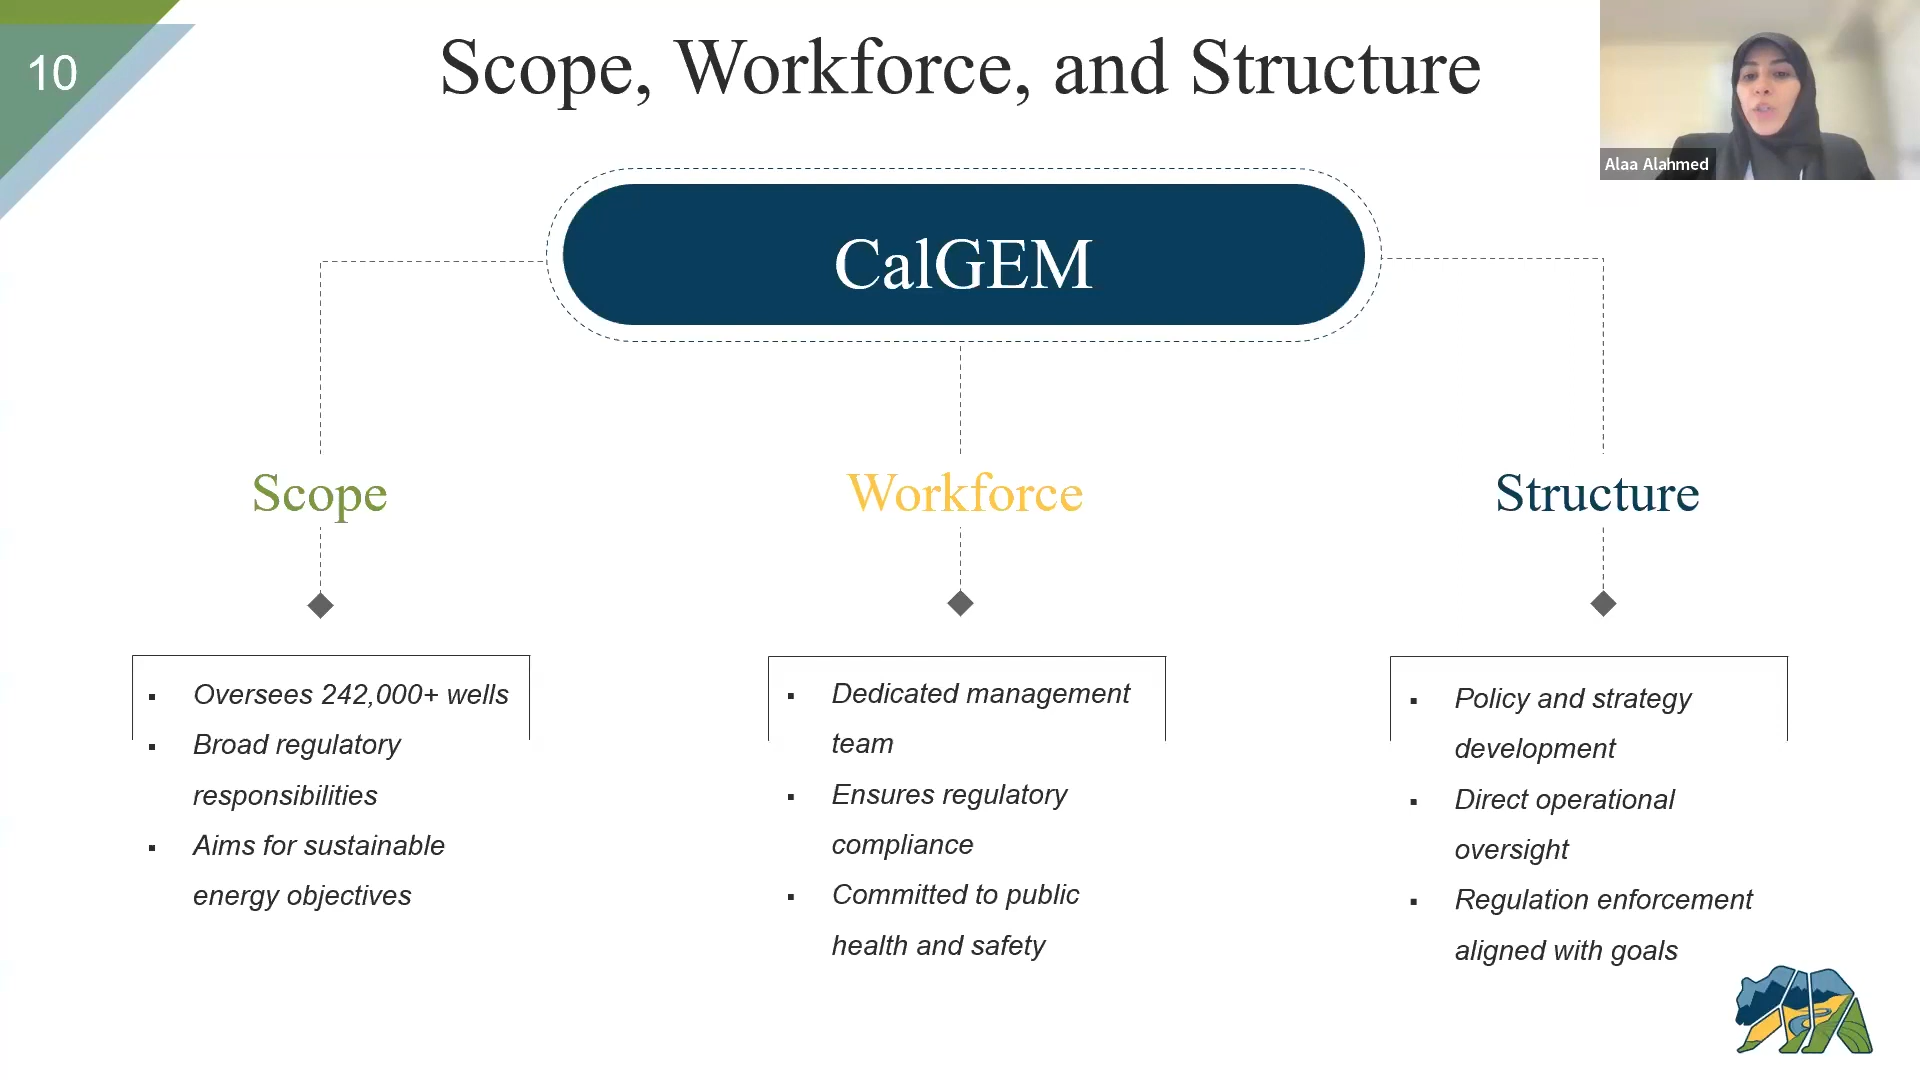 10
Scope, Workforce, and Structure
Alaa Alahmed
CalGEM
Scope
Workforce
Structure
▪ Oversees 242,000+ wells
▪ Broad regulatory
responsibilities
▪ Aims for sustainable
energy objectives
▪ Dedicated management
team
▪ Ensures regulatory
compliance
▪ Committed to public
health and safety
▪ Policy and strategy
development
▪ Direct operational
oversight
▪ Regulation enforcement
aligned with goals